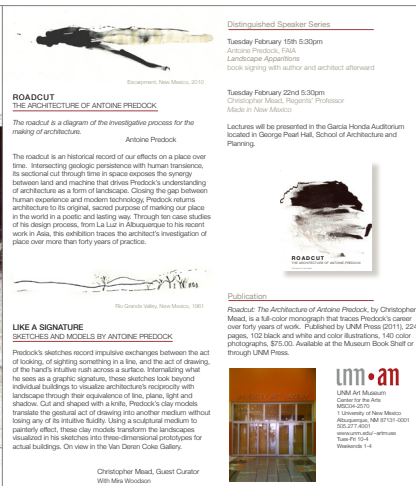 Escarpment, New Mexico, 2010
ROADCUT
THE ARCHITECTURE OF ANTOINE PREDOCK
The roadcut is a diagram of the investigative process for the
making of architecture.
Antoine Predock
The roadcut is an historical record of our effects on a place over
time. Intersecting geologic persistence with human transience,
its sectional cut through time in space exposes the synergy
between land and machine that drives Predock's understanding
of architecture as a form of landscape. Closing the gap between
human experience and modern technology, Predock returns
architecture to its original, sacred purpose of marking our place
in the world in a poetic and lasting way. Through ten case studies
of his design process, from La Luz in Albuquerque to his recent
work in Asia, this exhibition traces the architect's investigation of
place over more than forty years of practice.
Rio Grande Valley, New Mexico, 1981
LIKE A SIGNATURE
SKETCHES AND MODELS BY ANTOINE PREDOCK
Predock's sketches record impulsive exchanges between the act
of looking, of sighting something in a line, and the act of drawing,
of the hand's intuitive rush across a surface. Internalizing what
he sees as a graphic signature, these sketches look beyond
individual buildings to visualize architecture's reciprocity with
landscape through their equivalence of line, plane, light and
shadow. Cut and shaped with a knife, Predock's clay models
translate the gestural act of drawing into another medium without
losing any of its intuitive fluidity. Using a sculptural medium to
painterly effect, these clay models transform the landscapes
visualized in his sketches into three-dimensional prototypes for
actual buildings. On view in the Van Deren Coke Gallery.
Christopher Mead, Guest Curator
With Mira Woodson
Distinguished Speaker Series
Tuesday February 15th 5:30pm
Antoine Predock, FAIA
Landscape Apparitions
book signing with author and architect afterward
Tuesday February 22nd 5:30pm
Christopher Mead, Regents' Professor
Made in New Mexico
Lectures will be presented in the Garcia Honda Auditorium
located in George Pearl Hall, School of Architecture and
Planning.
ROADCUT
THE ARCHITECTURE OF ANTOINE PREDOCK
Publication
Roadcut: The Architecture of Antoine Predock, by Christopher
Mead, is a full-color monograph that traces Predock's career
over forty years of work. Published by UNM Press (2011), 224
pages, 102 black and white and color illustrations, 140 color
photographs, $75.00. Available at the Museum Book Shelf or
through UNM Press.
unm•am
UNM Art Museum
Center for the Arts
MSC04-2570
1 University of New Mexico
Albuquerque, NM 87131-0001
505.277.4001
www.unm.edu/~artmuse
Tues-Fri 10-4
Weekends 1-4